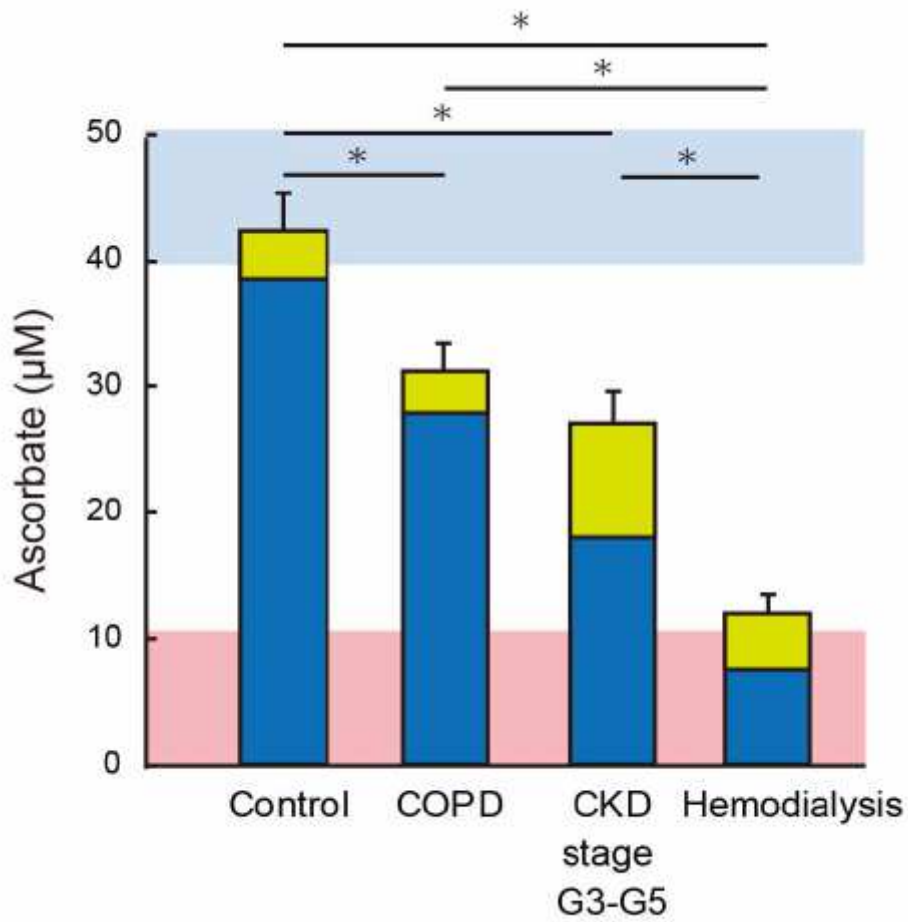 *
*
*
* *
50
40
30
20
10
0
Ascorbate (µM)
Control COPD CKD Hemodialysis
stage
G3-G5